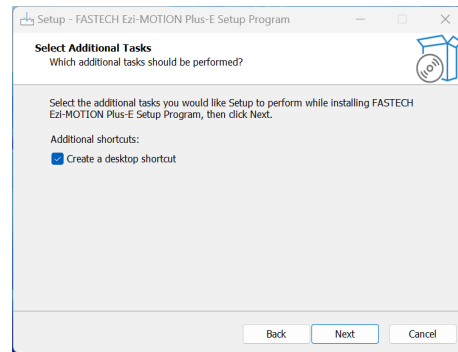 Setup - FASTECH Ezi-MOTION Plus-E Setup Program
Select Additional Tasks
Which additional tasks should be performed?
Select the additional tasks you would like Setup to perform while installing FASTECH
Ezi-MOTION Plus-E Setup Program, then click Next.
Additional shortcuts:
Create a desktop shortcut
Back Next Cancel